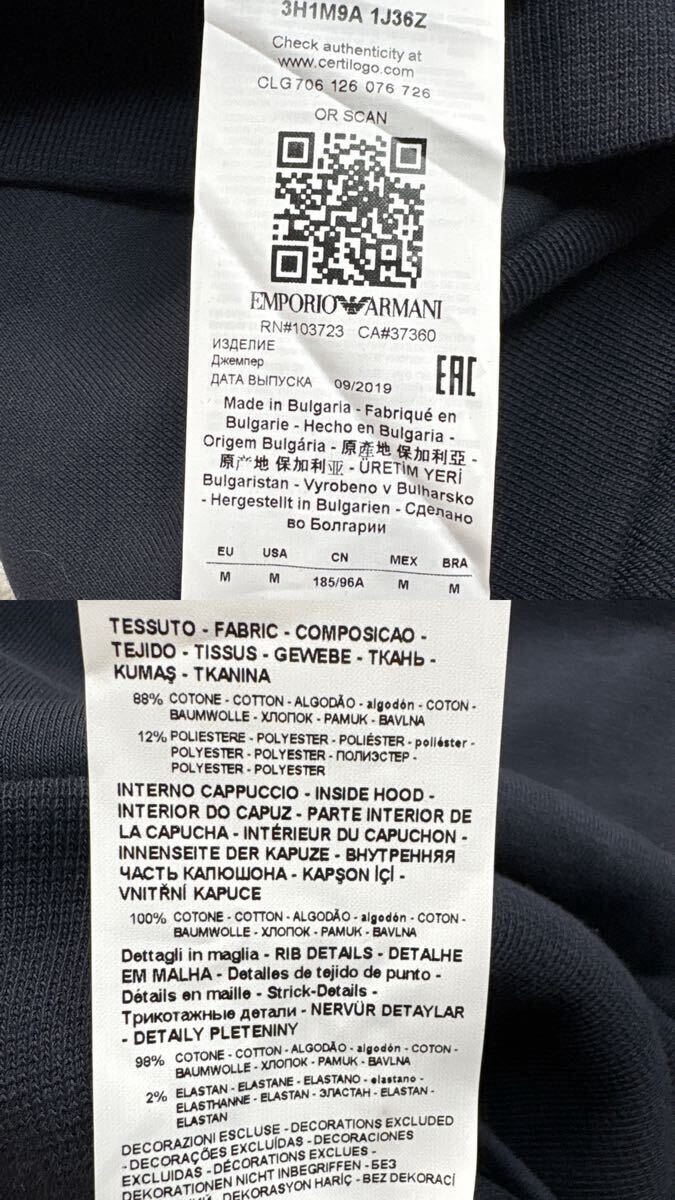 3H1M9A 1J36Z
Check authenticity at
www.certilogo.com
CLG 706 126 076 726
OR SCAN
EMPORIO ARMANI
RN#103723 CA#37360
ИЗДЕЛИЕ
Джемпер
ДАТА ВЫПУСКА 09/2019
EAC
Made in Bulgaria - Fabriqué en
Bulgarie - Hecho en Bulgaria -
Origem Bulgária - 原產地 保加利亞 -
原产地 保加利亚 - ÜRETİM YERİ
Bulgaristan - Vyrobeno v Bulharsko
- Hergestellt in Bulgarien - Сделано
во Болгарии
EU USA CN MEX BRA
M M 185/96A M M
TESSUTO - FABRIC - COMPOSICAO -
TEJIDO - TISSUS - GEWEBE - ТКАНЬ -
KUMAŞ - TKANINA
88% COTONE - COTTON - ALGODÃO - algodón - COTON -
BAUMWOLLE - ХЛОПОК - PAMUK - BAVLNA
12% POLIESTERE - POLYESTER - POLIÉSTER - poliéster -
POLYESTER - POLYESTER - ПОЛИЭСТЕР -
POLYESTER - POLYESTER
INTERNO CAPPUCCIO - INSIDE HOOD -
INTERIOR DO CAPUZ - PARTE INTERIOR DE
LA CAPUCHA - INTÉRIEUR DU CAPUCHON -
INNENSEITE DER KAPUZE - ВНУТРЕННЯЯ
ЧАСТЬ КАПЮШОНА - KAPŞON İÇİ -
VNITŘNÍ KAPUCE
100% COTONE - COTTON - ALGODÃO - algodón - COTON -
BAUMWOLLE - ХЛОПОК - PAMUK - BAVLNA
Dettagli in maglia - RIB DETAILS - DETALHE
EM MALHA - Detalles de tejido de punto -
Détails en maille - Strick-Details -
Трикотажные детали - NERVÜR DETAYLAR
- DETAILY PLETENINY
98% COTONE - COTTON - ALGODÃO - algodón - COTON -
BAUMWOLLE - ХЛОПОК - PAMUK - BAVLNA
2% ELASTAN - ELASTANE - ELASTANO - elastano -
ELASTHANNE - ELASTAN - ЭЛАСТАН - ELASTAN -
ELASTAN
DECORAZIONI ESCLUSE - DECORATIONS EXCLUDED
- DECORAÇÕES EXCLUÍDAS - DECORACIONES
EXCLUIDAS - DÉCORATIONS EXCLUES -
DEKORATIONEN NICHT INBEGRIFFEN - БЕЗ
DEKORASYON HARİÇ - BEZ DEKORACÍ